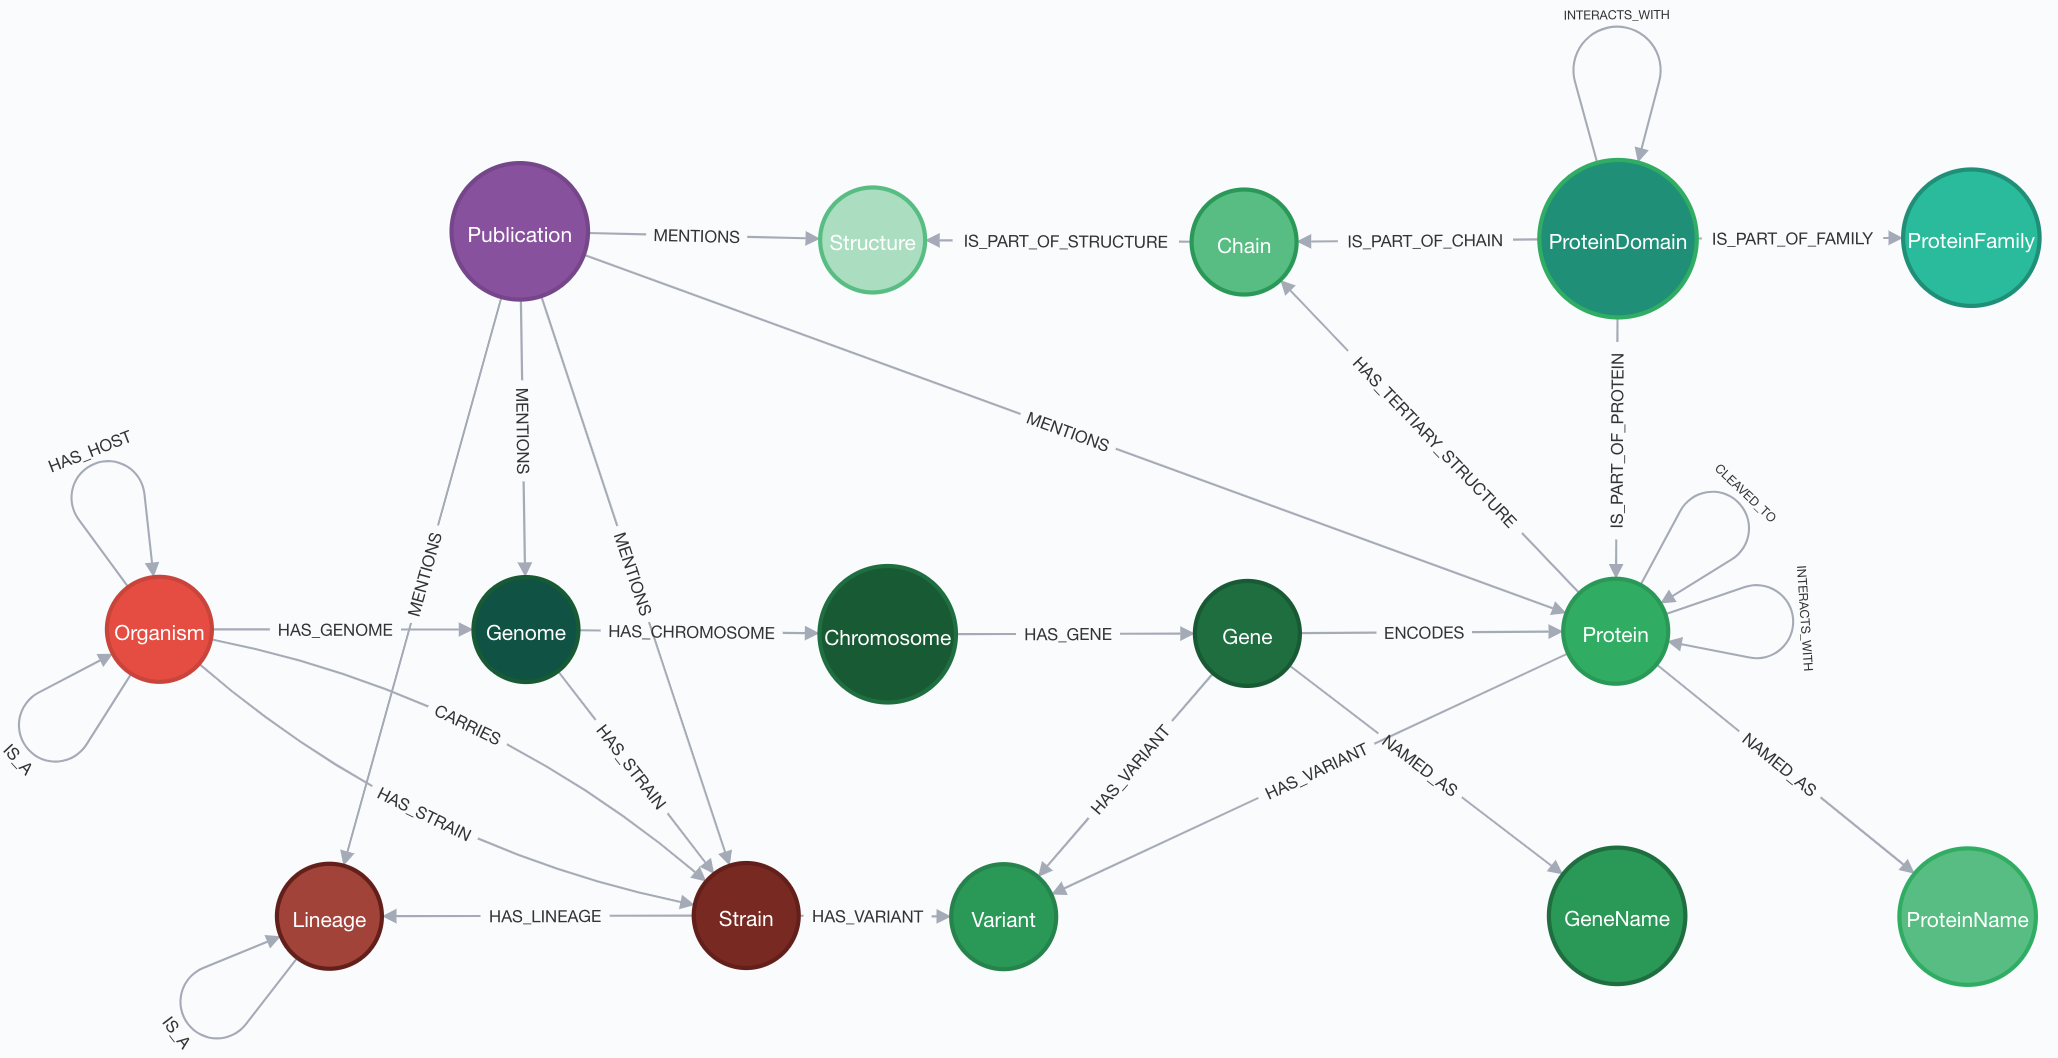 INTERACTS_WITH
Publication
MENTIONS
Structure
IS_PART_OF_STRUCTURE
Chain
IS_PART_OF_CHAIN
ProteinDomain
IS_PART_OF_FAMILY
ProteinFamily
MENTIONS
MENTIONS
MENTIONS
MENTIONS
HAS_TERTIARY_STRUCTURE
IS_PART_OF_PROTEIN
CLEAVED_TO
INTERACTS_WITH
HAS_HOST
Organism
HAS_GENOME
Genome
HAS_CHROMOSOME
Chromosome
HAS_GENE
Gene
ENCODES
Protein
IS_A
CARRIES
HAS_STRAIN
HAS_STRAIN
HAS_VARIANT
HAS_VARIANT
NAMED_AS
NAMED_AS
Lineage
HAS_LINEAGE
Strain
HAS_VARIANT
Variant
GeneName
ProteinName
IS_A